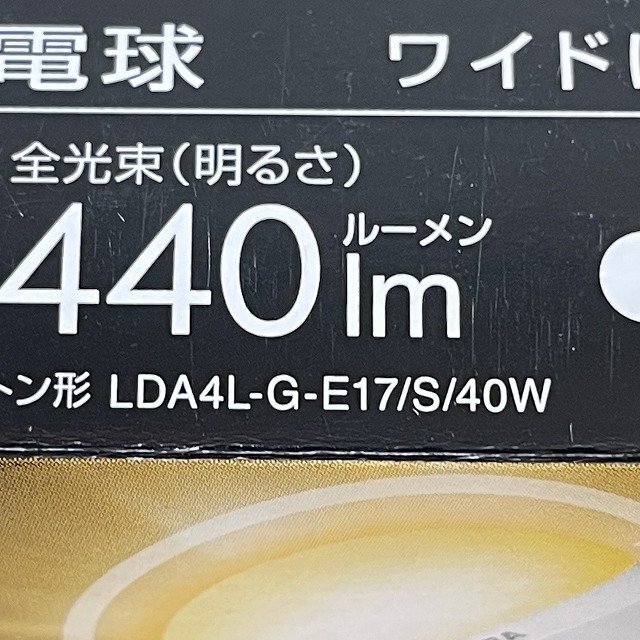 電球 ワイド
全光束(明るさ)
440 lm ルーメン
トン形 LDA4L-G-E17/S/40W